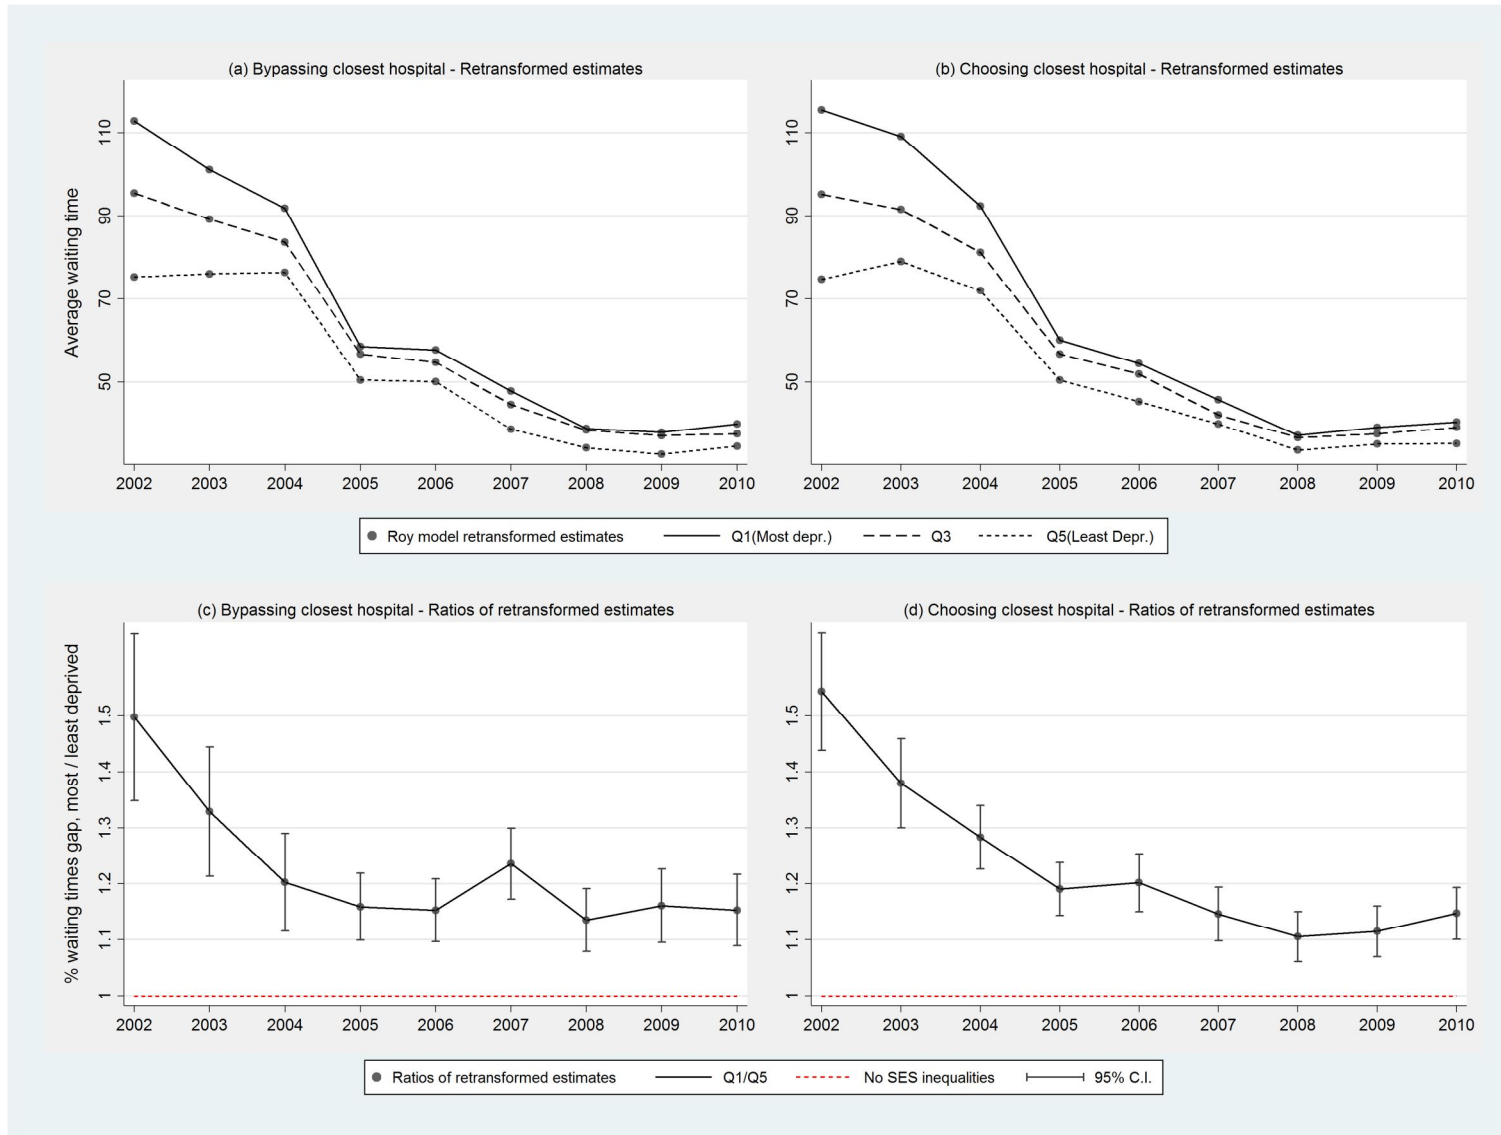 (a) Bypassing closest hospital - Retransformed estimates
Average waiting time
110
90
70
50
2002 2003 2004 2005 2006 2007 2008 2009 2010
(b) Choosing closest hospital - Retransformed estimates
110
90
70
50
2002 2003 2004 2005 2006 2007 2008 2009 2010
Roy model retransformed estimates Q1(Most depr.) Q3 Q5(Least Depr.)
(c) Bypassing closest hospital - Ratios of retransformed estimates
% waiting times gap, most / least deprived
1.5
1.4
1.3
1.2
1.1
1
2002 2003 2004 2005 2006 2007 2008 2009 2010
(d) Choosing closest hospital - Ratios of retransformed estimates
1.5
1.4
1.3
1.2
1.1
1
2002 2003 2004 2005 2006 2007 2008 2009 2010
Ratios of retransformed estimates Q1/Q5 No SES inequalities 95% C.I.